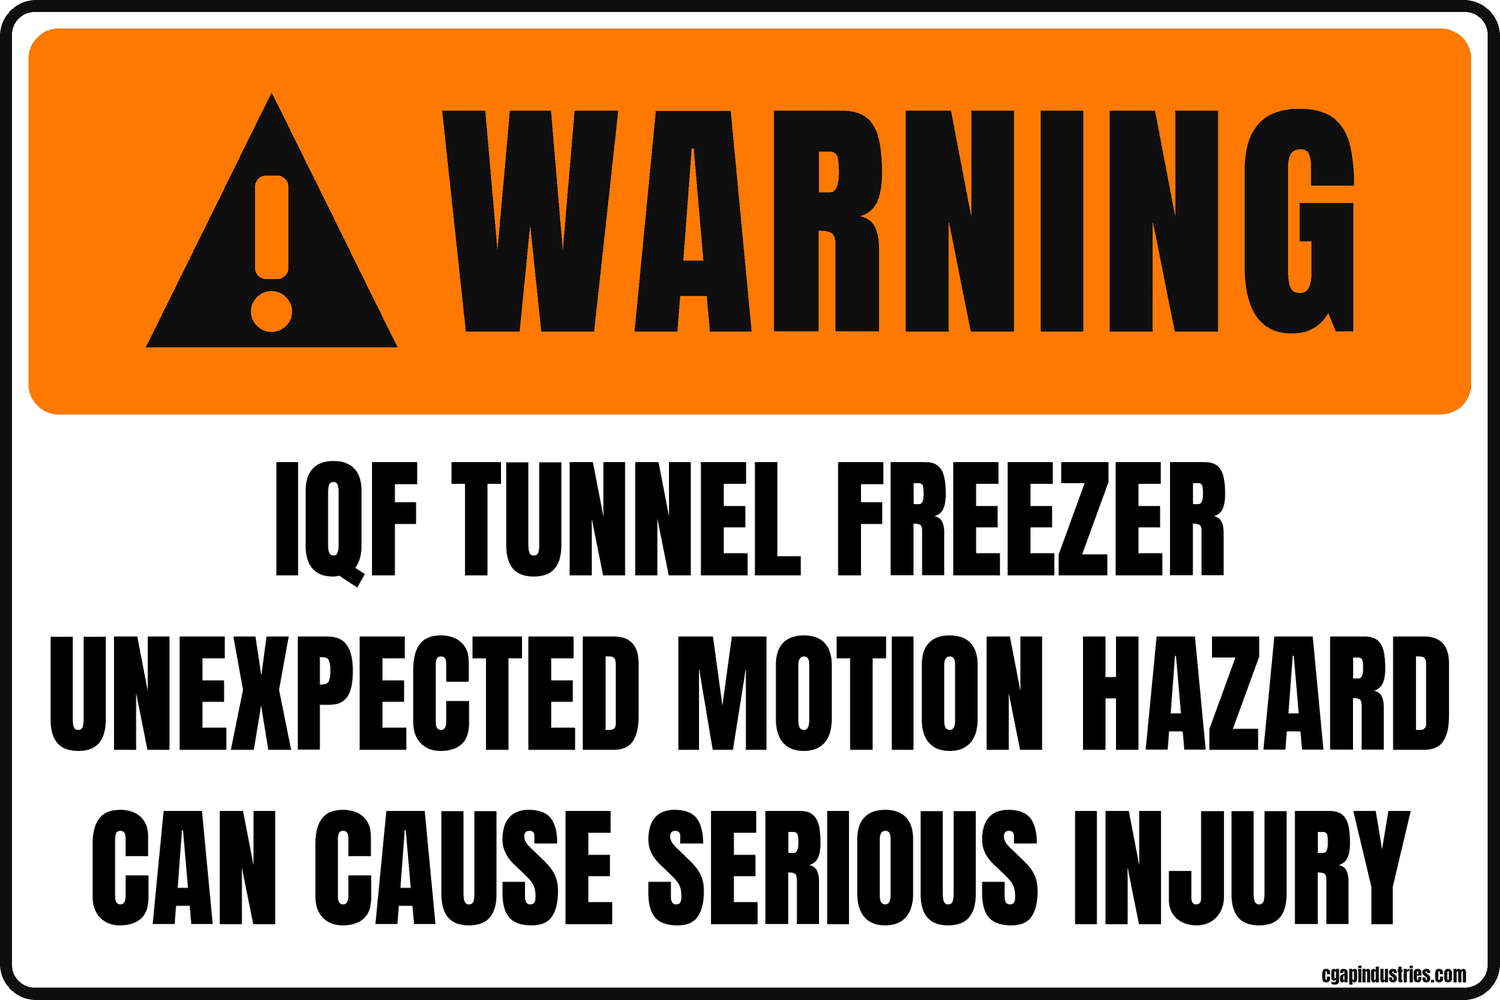 WARNING
IQF TUNNEL FREEZER
UNEXPECTED MOTION HAZARD
CAN CAUSE SERIOUS INJURY
cgapindustries.com